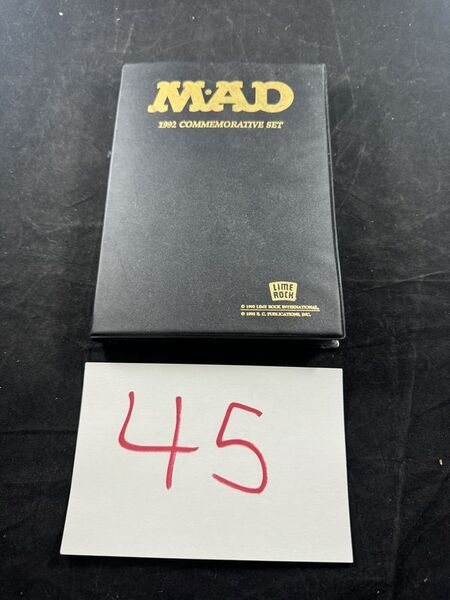 MAD
1992 COMMEMORATIVE SET
LIME
ROCK
© 1992 LIME ROCK INTERNATIONAL
© 1992 E. C. PUBLICATIONS, INC.
45